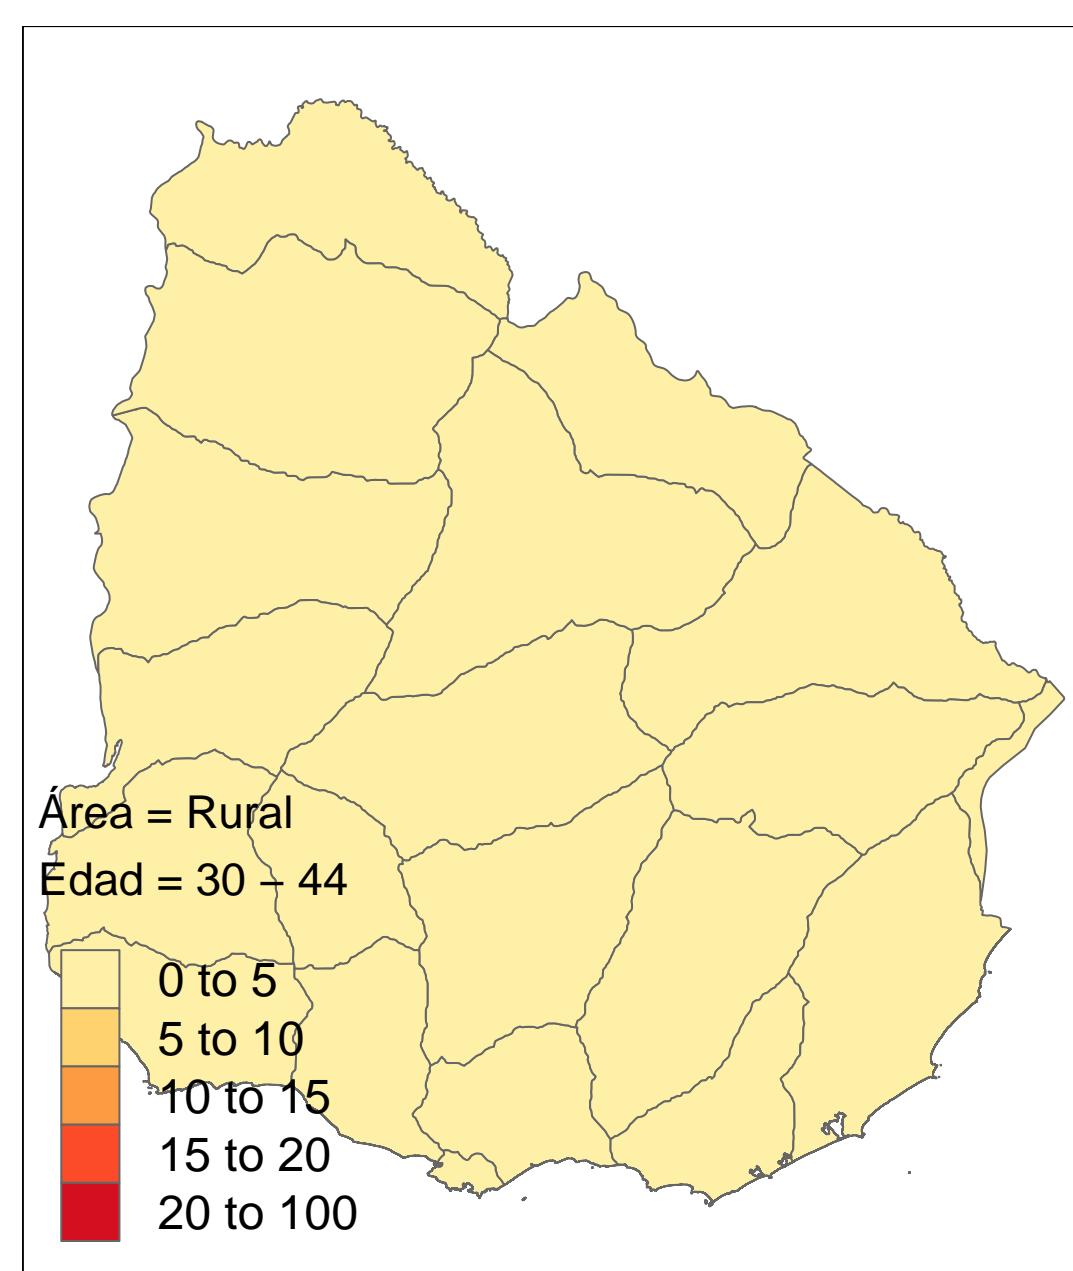 Área = Rural
Edad = 30 – 44
0 to 5
5 to 10
10 to 15
15 to 20
20 to 100